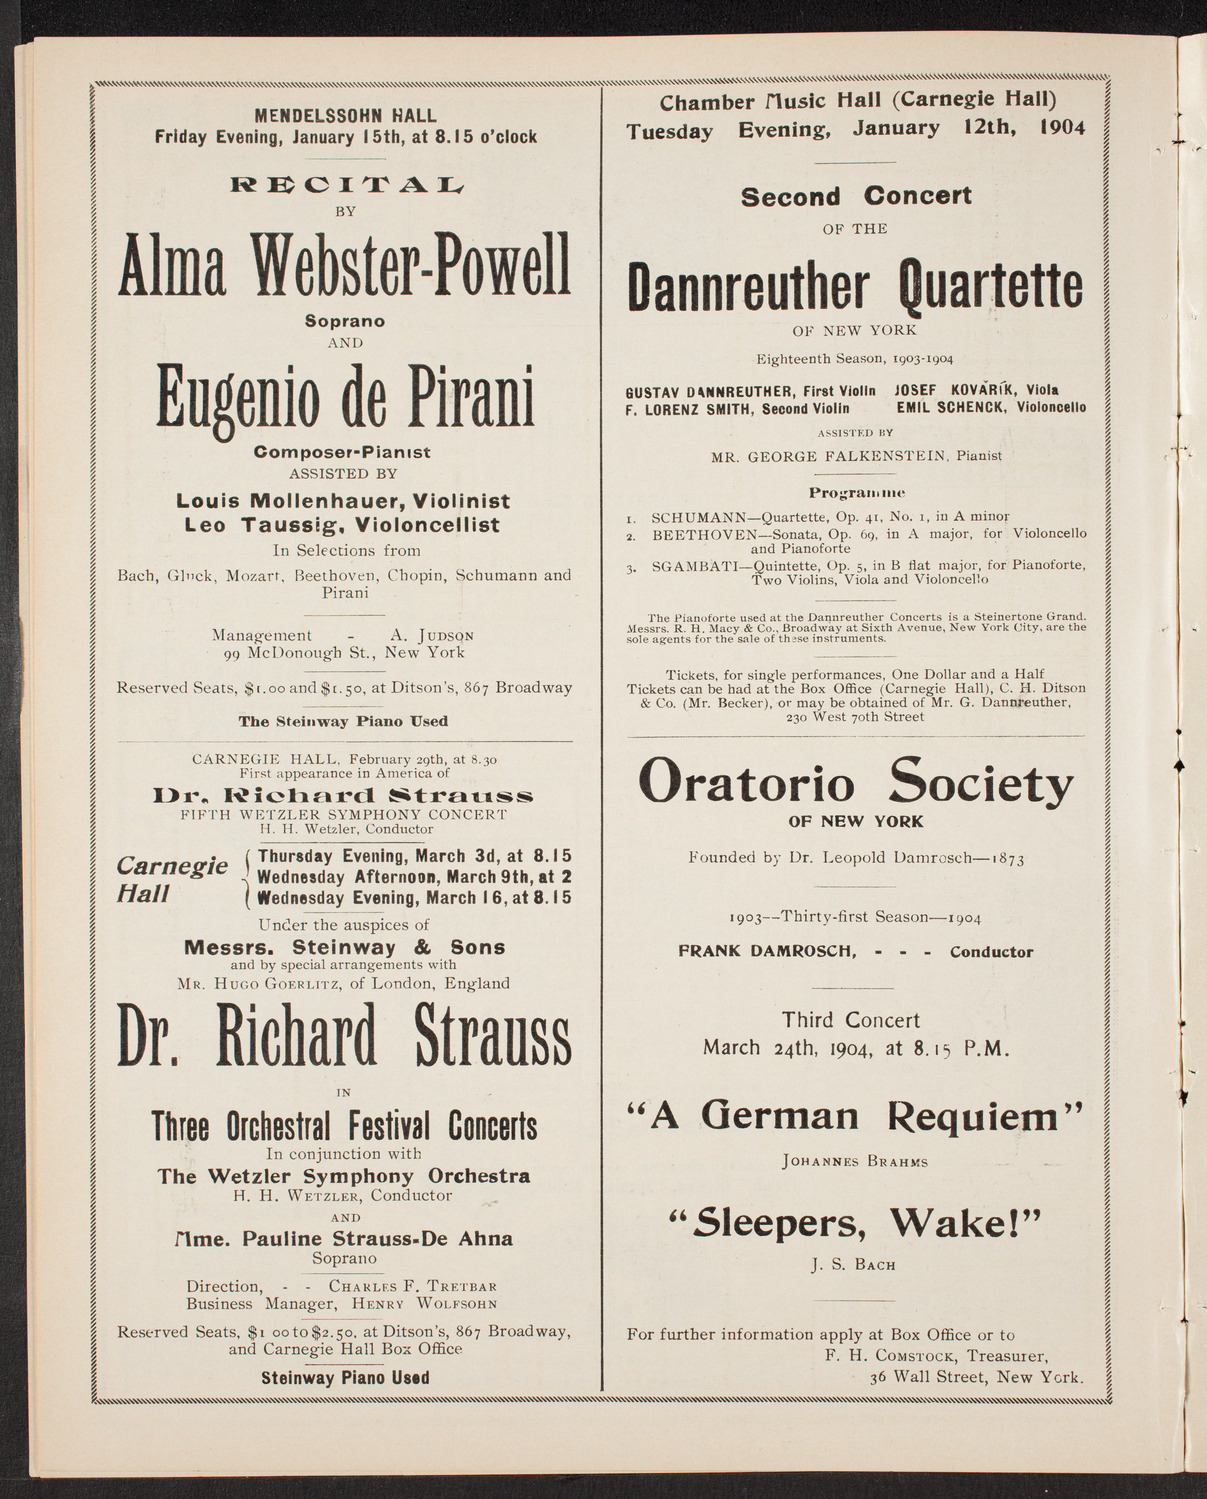 MENDELSSOHN HALL
Friday Evening, January 15th, at 8.15 o'clock
RECITAL
BY
Alma Webster-Powell
Soprano
AND
Eugenio de Pirani
Composer-Pianist
ASSISTED BY
Louis Mollenhauer, Violinist
Leo Taussig, Violoncellist
In Selections from
Bach, Gluck, Mozart, Beethoven, Chopin, Schumann and
Pirani
Management - A. JUDSON
99 McDonough St., New York
Reserved Seats, $1.00 and $1.50, at Ditson's, 867 Broadway
The Steinway Piano Used
CARNEGIE HALL, February 29th, at 8.30
First appearance in America of
Dr. Richard Strauss
FIFTH WETZLER SYMPHONY CONCERT
H. H. Wetzler, Conductor
Carnegie Hall
Thursday Evening, March 3d, at 8.15
Wednesday Afternoon, March 9th, at 2
Wednesday Evening, March 16, at 8.15
Under the auspices of
Messrs. Steinway & Sons
and by special arrangements with
MR. HUGO GOERLITZ, of London, England
Dr. Richard Strauss
IN
Three Orchestral Festival Concerts
In conjunction with
The Wetzler Symphony Orchestra
H. H. WETZLER, Conductor
AND
Mme. Pauline Strauss-De Ahna
Soprano
Direction, - - CHARLES F. TRETBAR
Business Manager, HENRY WOLFSOHN
Reserved Seats, $1 00 to $2.50, at Ditson's, 867 Broadway,
and Carnegie Hall Box Office
Steinway Piano Used
Chamber Music Hall (Carnegie Hall)
Tuesday Evening, January 12th, 1904
Second Concert
OF THE
Dannreuther Quartette
OF NEW YORK
Eighteenth Season, 1903-1904
GUSTAV DANNREUTHER, First Violin JOSEF KOVAŘÍK, Viola
F. LORENZ SMITH, Second Violin EMIL SCHENCK, Violoncello
ASSISTED BY
MR. GEORGE FALKENSTEIN, Pianist
Programme
1. SCHUMANN—Quartette, Op. 41, No. 1, in A minor
2. BEETHOVEN—Sonata, Op. 69, in A major, for Violoncello
and Pianoforte
3. SGAMBATI—Quintette, Op. 5, in B flat major, for Pianoforte,
Two Violins, Viola and Violoncello
The Pianoforte used at the Dannreuther Concerts is a Steinertone Grand.
Messrs. R. H. Macy & Co., Broadway at Sixth Avenue, New York City, are the
sole agents for the sale of these instruments.
Tickets, for single performances, One Dollar and a Half
Tickets can be had at the Box Office (Carnegie Hall), C. H. Ditson
& Co. (Mr. Becker), or may be obtained of Mr. G. Dannreuther,
230 West 70th Street
Oratorio Society
OF NEW YORK
Founded by Dr. Leopold Damrosch—1873
1903--Thirty-first Season—1904
FRANK DAMROSCH, - - - Conductor
Third Concert
March 24th, 1904, at 8.15 P.M.
"A German Requiem"
JOHANNES BRAHMS
"Sleepers, Wake!"
J. S. BACH
For further information apply at Box Office or to
F. H. COMSTOCK, Treasurer,
36 Wall Street, New York.